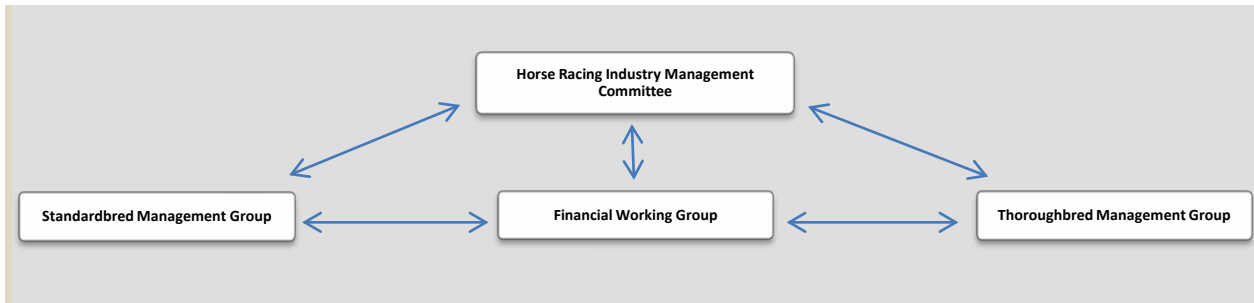 Horse Racing Industry Management
Committee
Standardbred Management Group
Financial Working Group
Thoroughbred Management Group